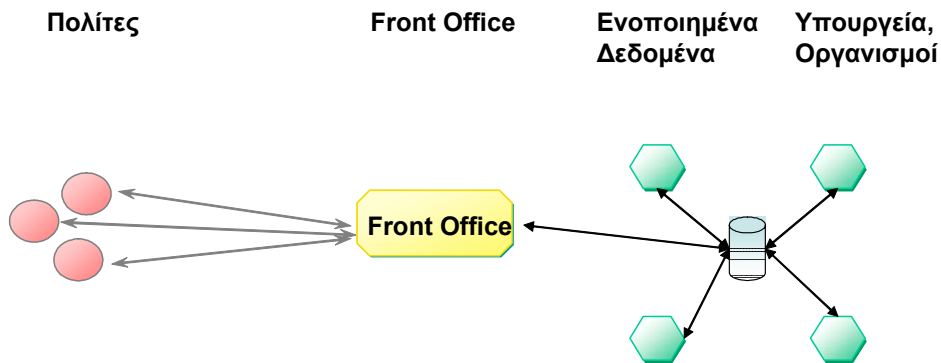 Πολίτες
Front Office
Ενοποιημένα
Δεδομένα
Υπουργεία,
Οργανισμοί
Front Office